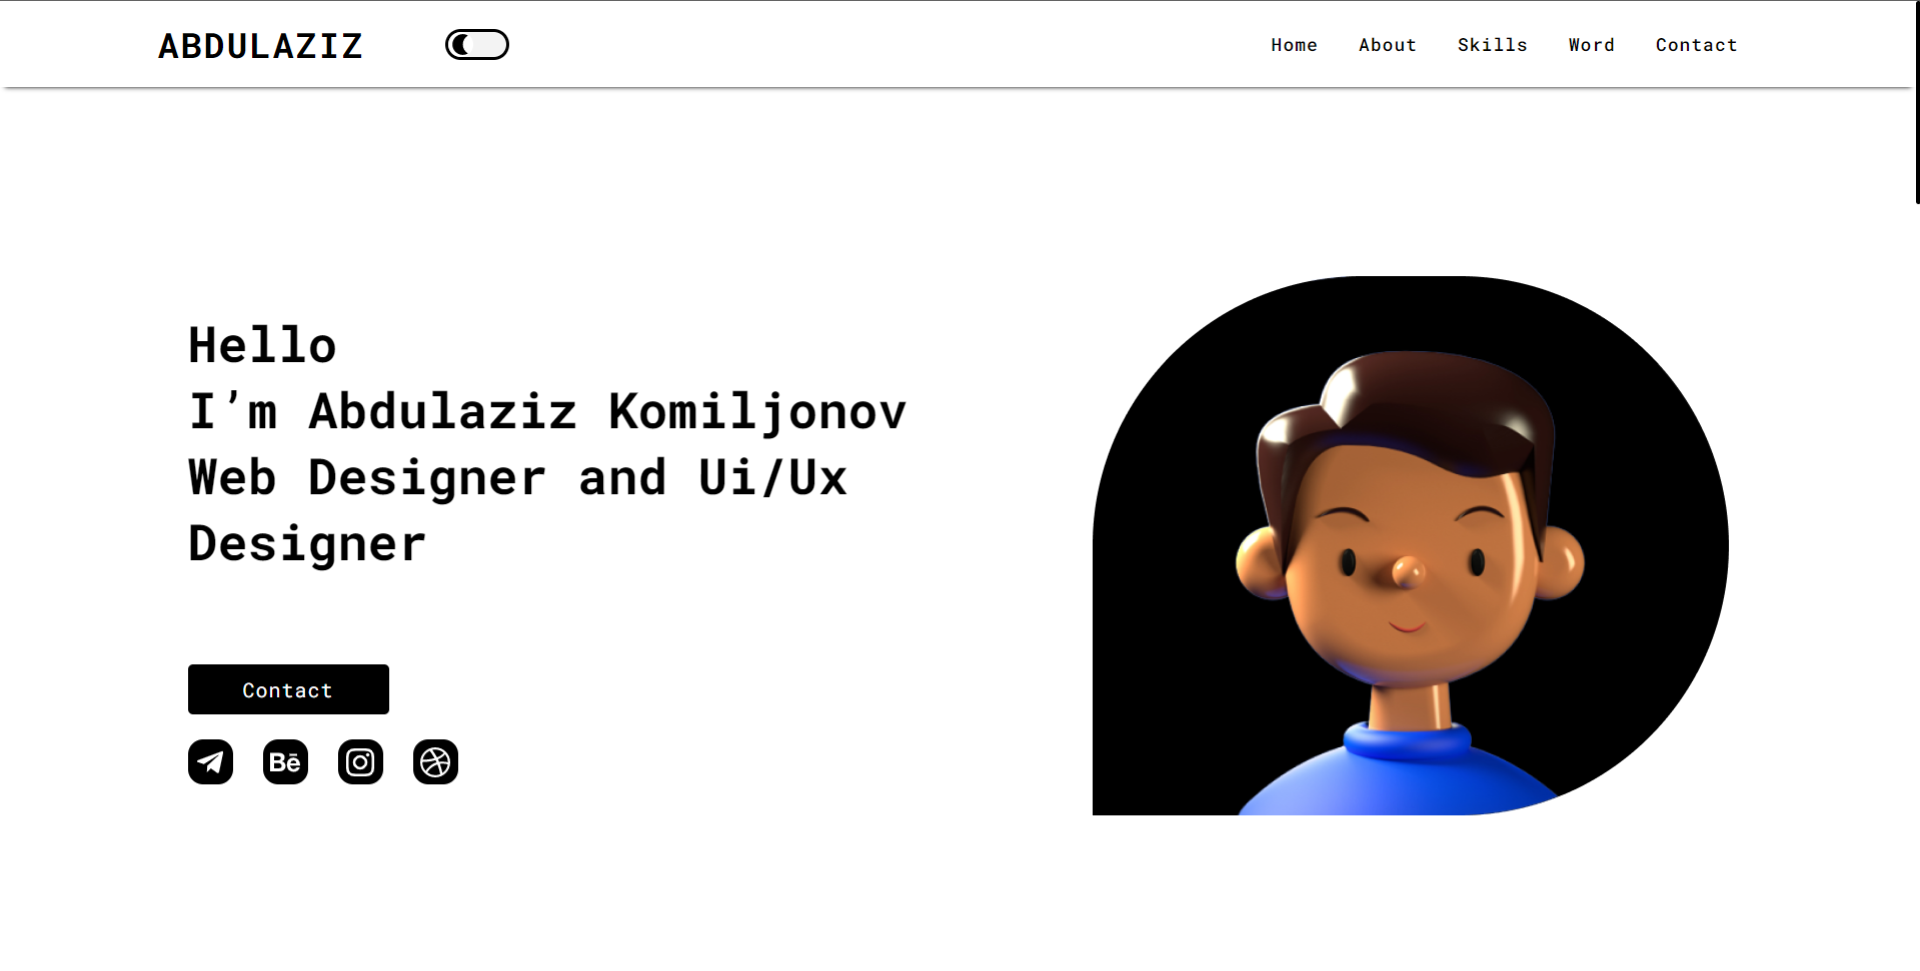 ABDULAZIZ
Home About Skills Word Contact
Hello
I’m Abdulaziz Komiljonov
Web Designer and Ui/Ux
Designer
Contact
Bē